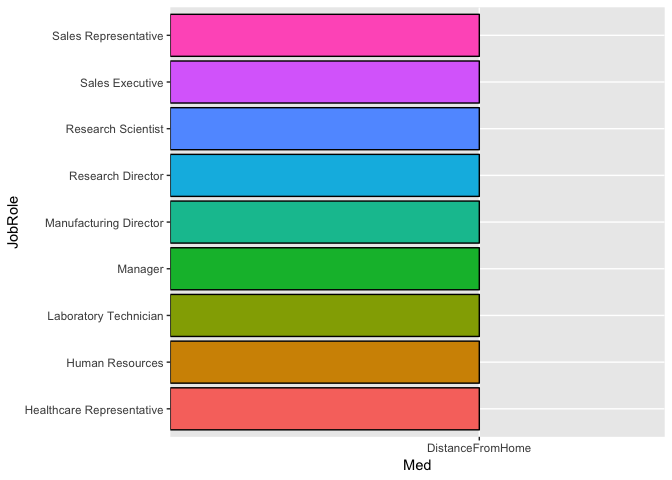 JobRole
Sales Representative
Sales Executive
Research Scientist
Research Director
Manufacturing Director
Manager
Laboratory Technician
Human Resources
Healthcare Representative
DistanceFromHome
Med